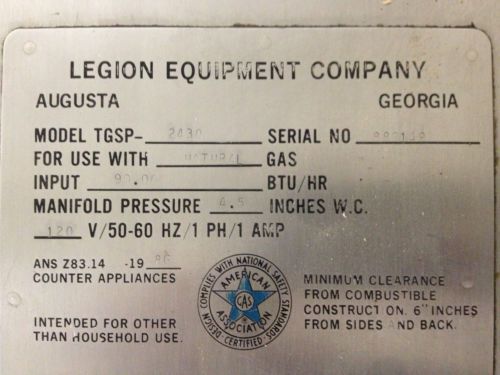 LEGION EQUIPMENT COMPANY
AUGUSTA GEORGIA
MODEL TGSP- 2430 SERIAL NO
FOR USE WITH NATURAL GAS
INPUT BTU/HR
MANIFOLD PRESSURE 4.5 INCHES W.C.
120 V/50-60 HZ/1 PH/1 AMP
ANS Z83.14 -19
COUNTER APPLIANCES
INTENDED FOR OTHER
THAN HOUSEHOLD USE.
DESIGN COMPLIES WITH NATIONAL SAFETY STANDARDS
AMERICAN
GAS
ASSOCIATION
CERTIFIED
MINIMUM CLEARANCE
FROM COMBUSTIBLE
CONSTRUCTION. 6" INCHES
FROM SIDES AND BACK.